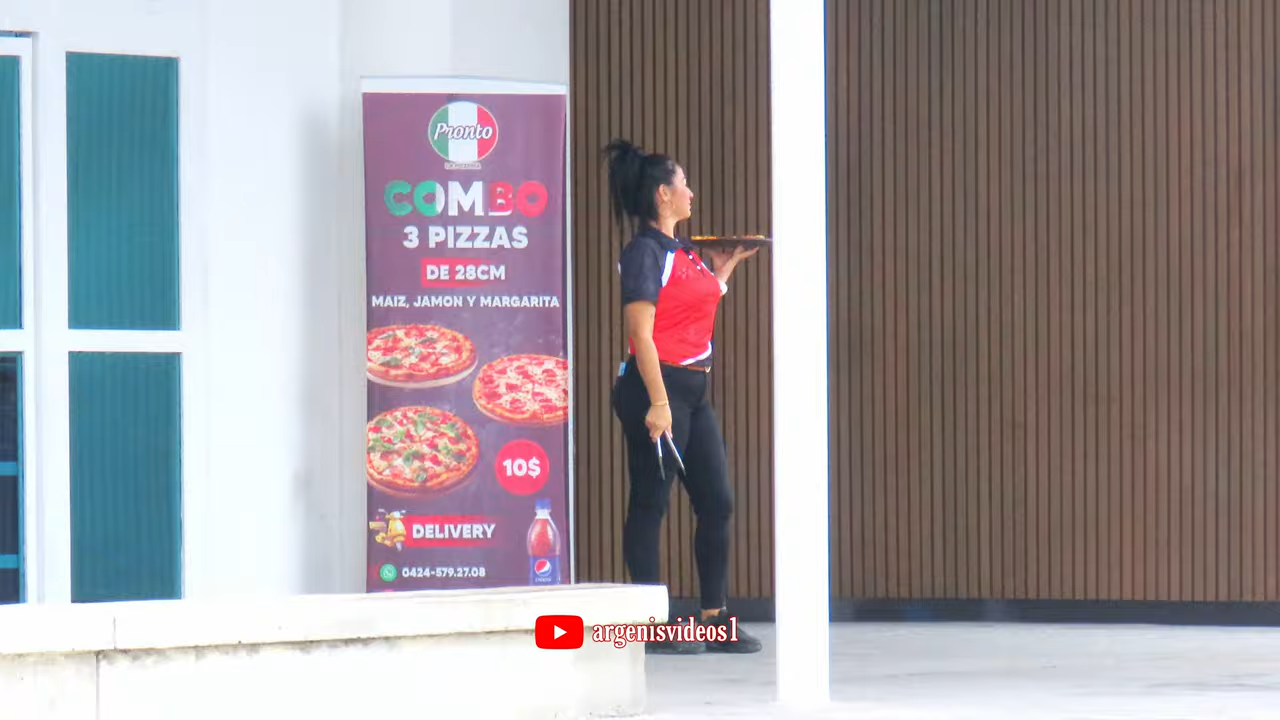 Pronto
COMBO
3 PIZZAS
DE 28CM
MAIZ, JAMON Y MARGARITA
10$
DELIVERY
0424-579.27.08
argenisvideos1